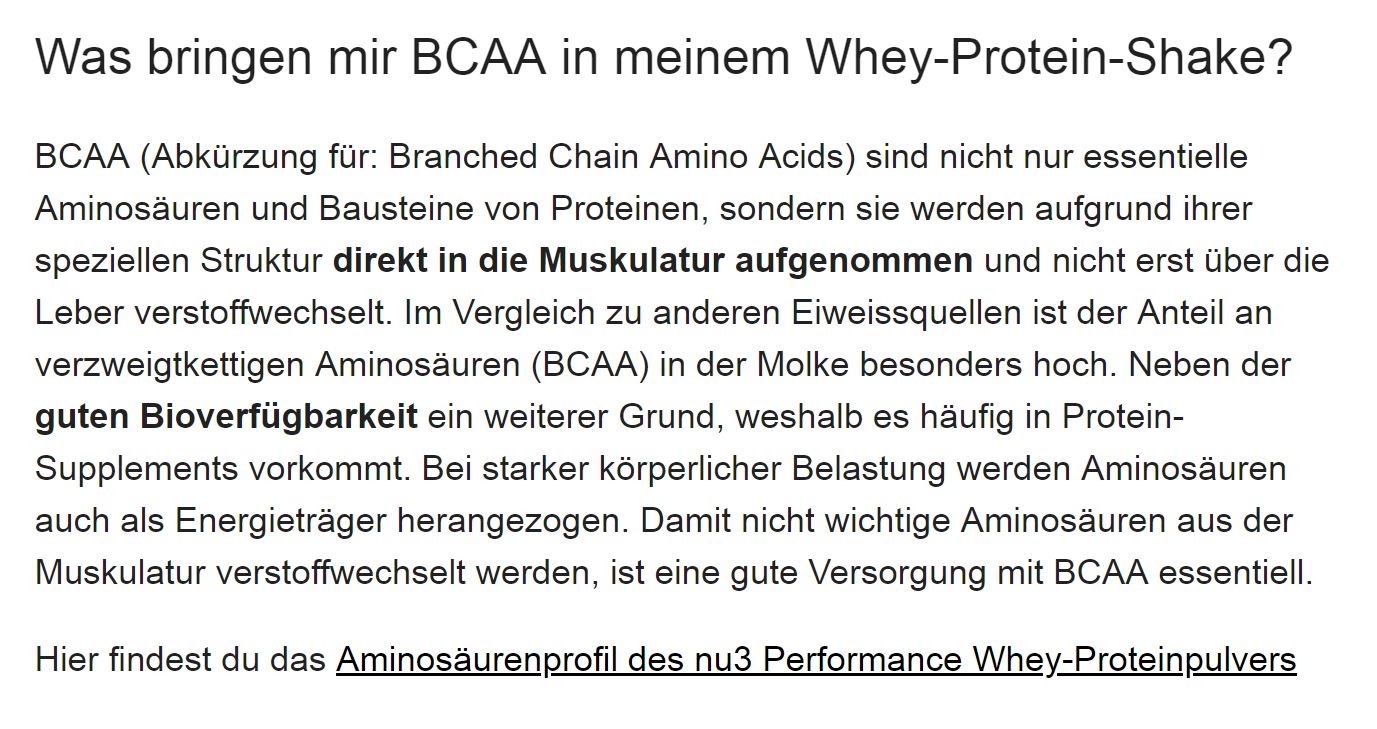 Was bringen mir BCAA in meinem Whey-Protein-Shake?
BCAA (Abkürzung für: Branched Chain Amino Acids) sind nicht nur essentielle
Aminosäuren und Bausteine von Proteinen, sondern sie werden aufgrund ihrer
speziellen Struktur direkt in die Muskulatur aufgenommen und nicht erst über die
Leber verstoffwechselt. Im Vergleich zu anderen Eiweissquellen ist der Anteil an
verzweigtkettigen Aminosäuren (BCAA) in der Molke besonders hoch. Neben der
guten Bioverfügbarkeit ein weiterer Grund, weshalb es häufig in Protein-
Supplements vorkommt. Bei starker körperlicher Belastung werden Aminosäuren
auch als Energieträger herangezogen. Damit nicht wichtige Aminosäuren aus der
Muskulatur verstoffwechselt werden, ist eine gute Versorgung mit BCAA essentiell.
Hier findest du das Aminosäurenprofil des nu3 Performance Whey-Proteinpulvers